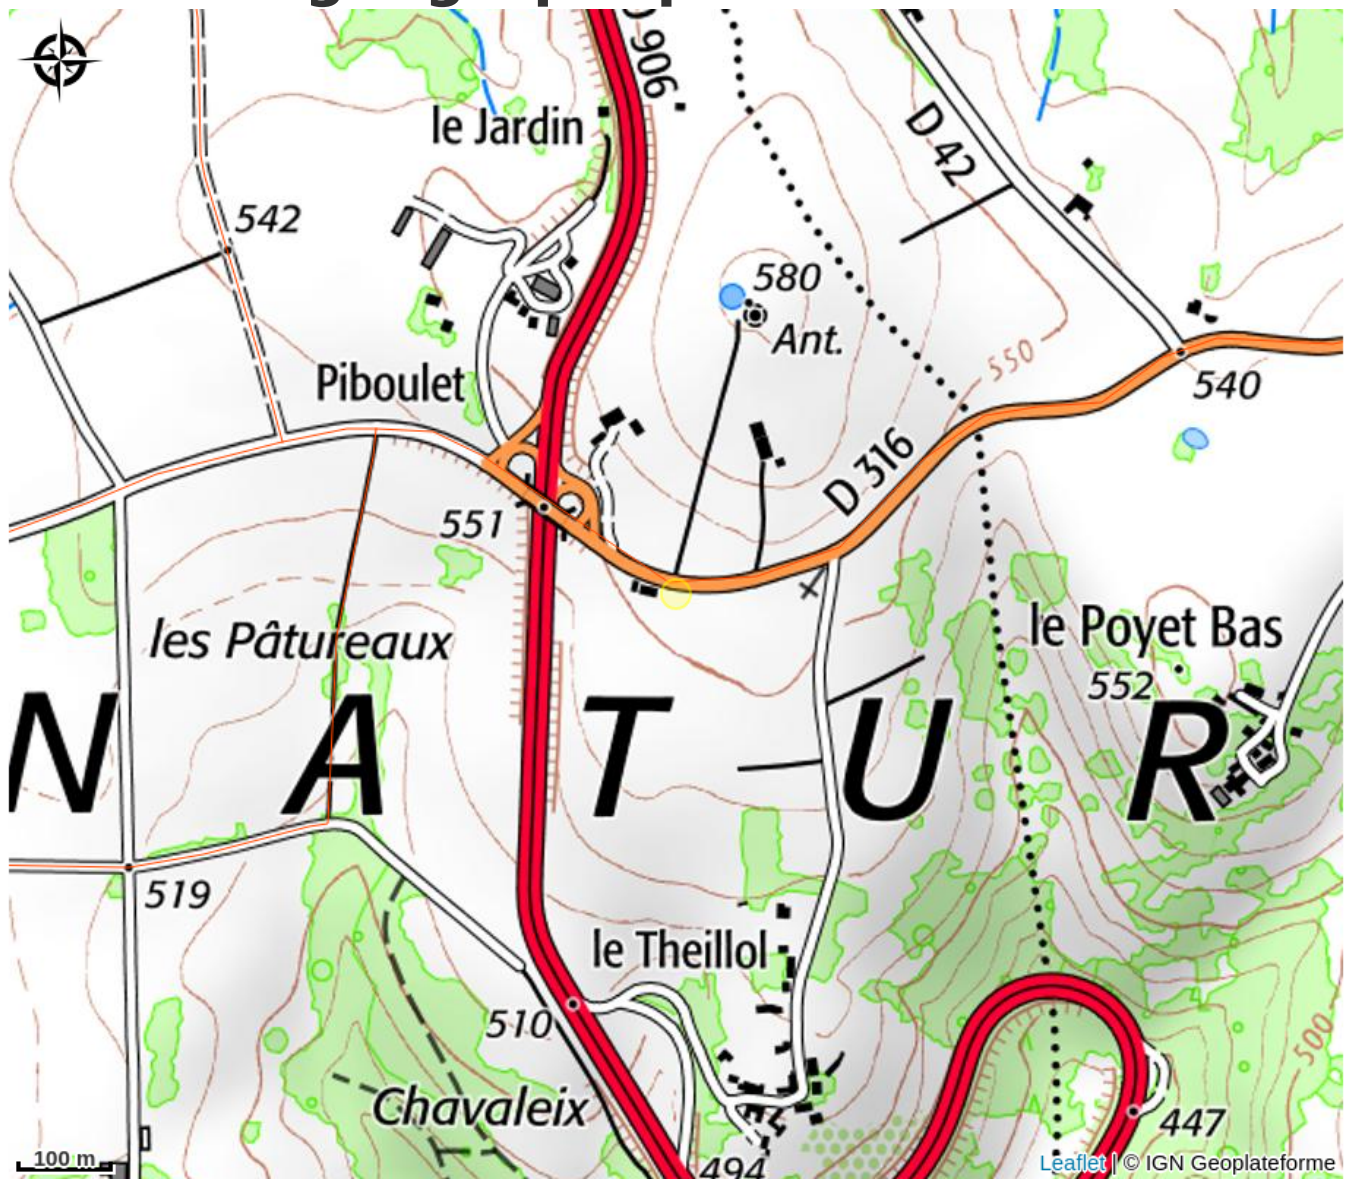 D 906
le Jardin
D 42
542
580
Ant.
550
Piboulet
540
D 316
551
les Pâtureaux
le Poyet Bas
552
N A T U R
519
le Theillol
510
500
Chavaleix
447
494
100 m
Leaflet | © IGN Geoplateforme